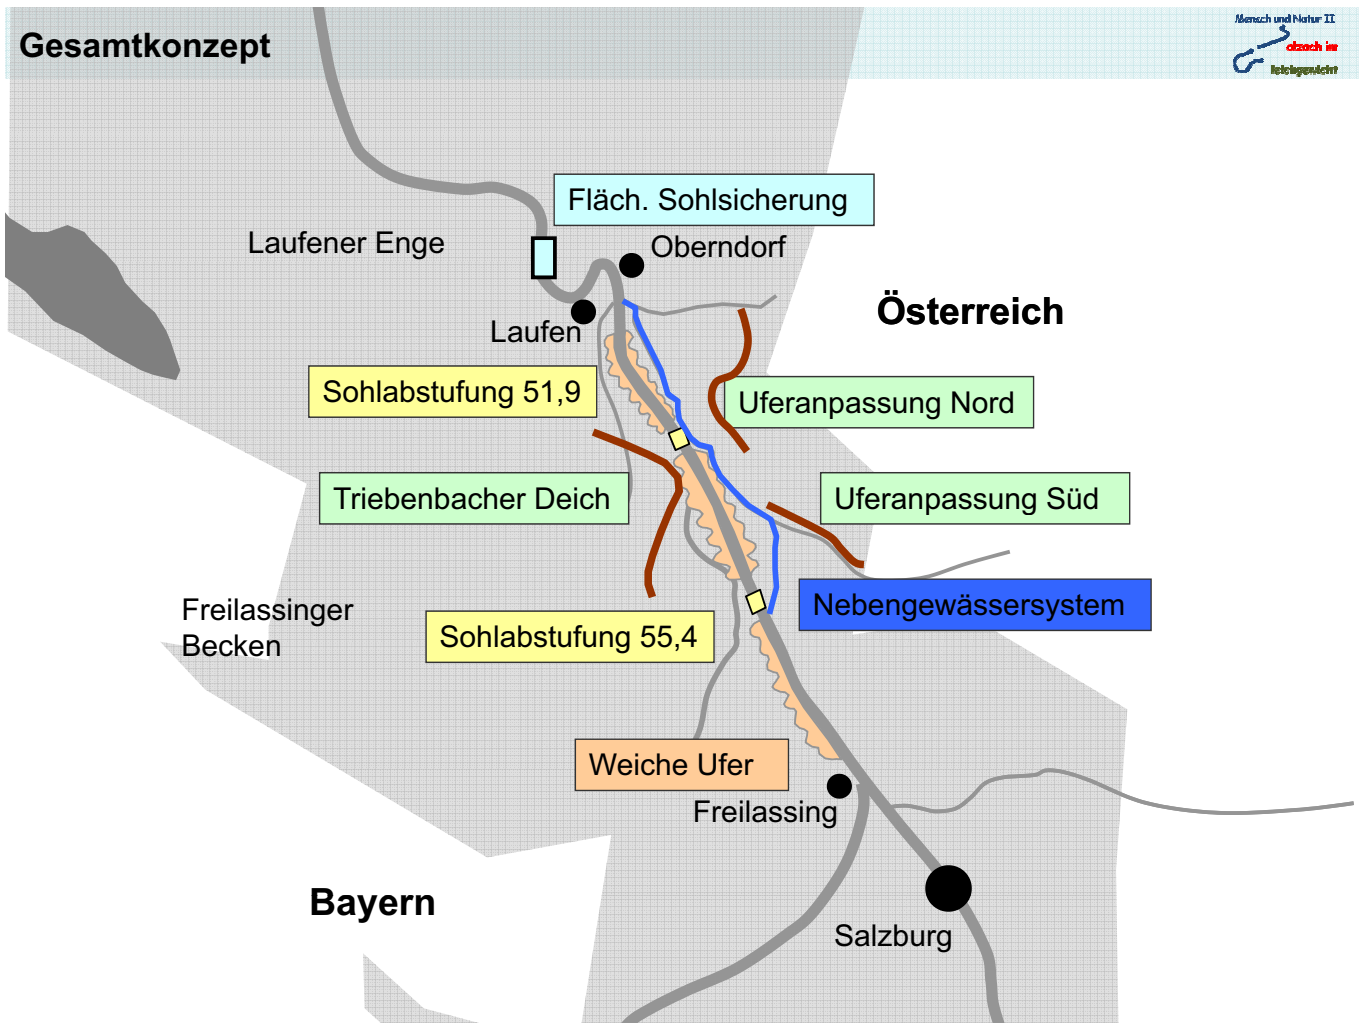 Gesamtkonzept
Mensch und Natur II
Fläch. Sohlsicherung
Laufener Enge
Oberndorf
Österreich
Laufen
Sohlabstufung 51,9
Uferanpassung Nord
Triebenbacher Deich
Uferanpassung Süd
Freilassinger
Becken
Nebengewässersystem
Sohlabstufung 55,4
Weiche Ufer
Freilassing
Bayern
Salzburg